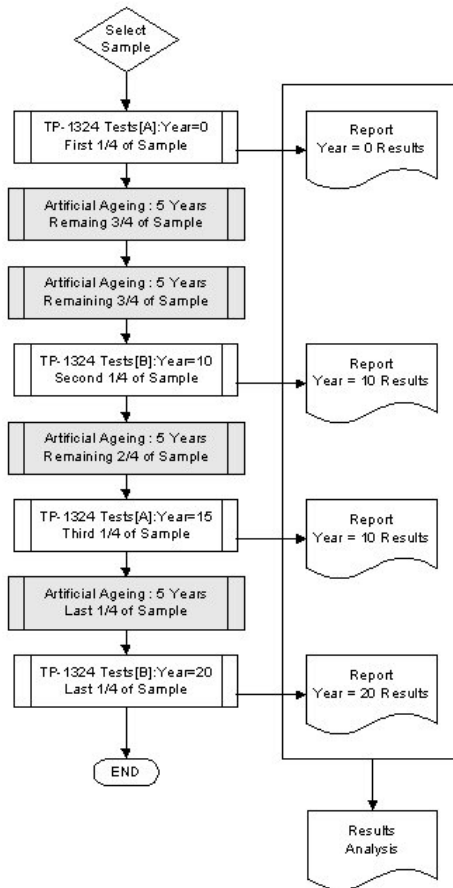 Select
Sample
TP-1324 Tests[A]:Year=0
First 1/4 of Sample
Report
Year = 0 Results
Artificial Ageing : 5 Years
Remaing 3/4 of Sample
Artificial Ageing : 5 Years
Remaining 3/4 of Sample
TP-1324 Tests[B]:Year=10
Second 1/4 of Sample
Report
Year = 10 Results
Artificial Ageing : 5 Years
Remaining 2/4 of Sample
TP-1324 Tests[A]:Year=15
Third 1/4 of Sample
Report
Year = 10 Results
Artificial Ageing : 5 Years
Last 1/4 of Sample
TP-1324 Tests[B]:Year=20
Last 1/4 of Sample
Report
Year = 20 Results
END
Results
Analysis